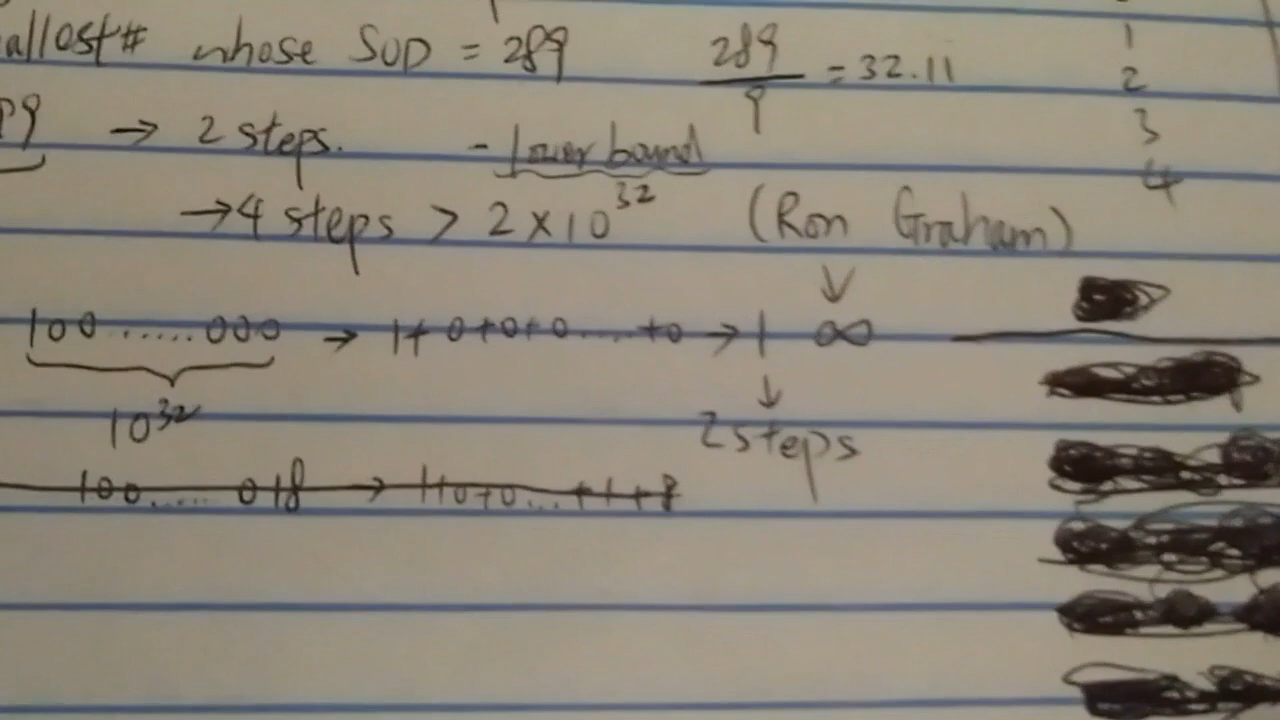 allest# whose SOD = 289 289/9 = 32.11
→ 2 steps. - Lower bound
→4 steps > 2×10^32 (Ron Graham)
↓
100......000 → 1+0+0+0.....+0 →1 ∞
10^32 ↓ 2 steps
100..... 018 → 1+0+0...+1+8
1
2
3
4